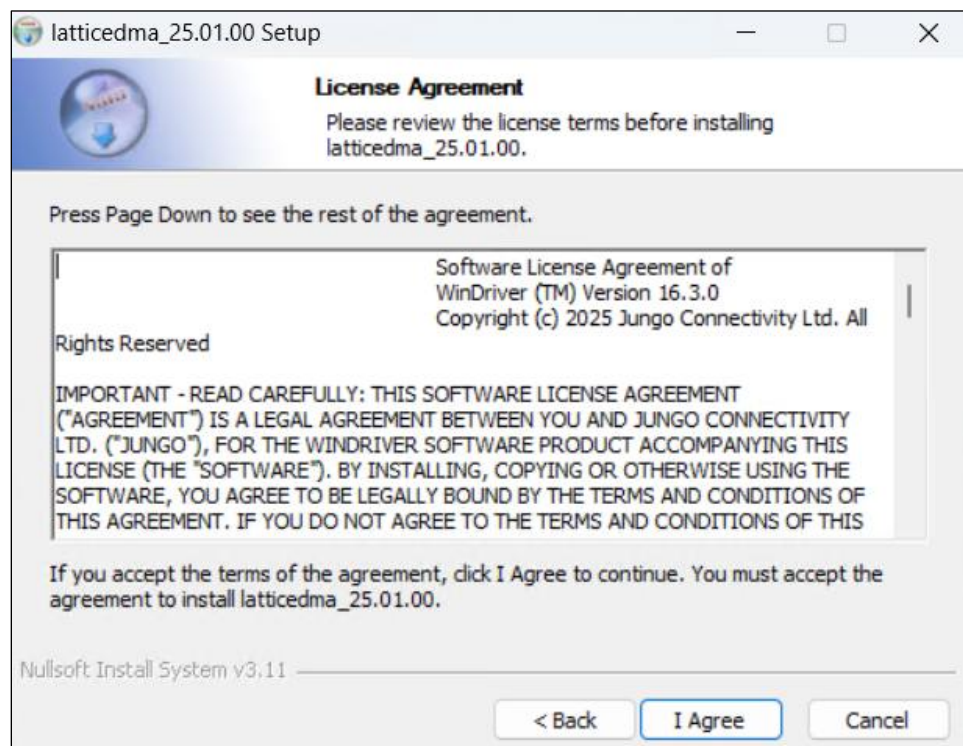 latticedma_25.01.00 Setup
License Agreement
Please review the license terms before installing
latticedma_25.01.00.
Press Page Down to see the rest of the agreement.
Software License Agreement of
WinDriver (TM) Version 16.3.0
Copyright (c) 2025 Jungo Connectivity Ltd. All
Rights Reserved
IMPORTANT - READ CAREFULLY: THIS SOFTWARE LICENSE AGREEMENT
("AGREEMENT") IS A LEGAL AGREEMENT BETWEEN YOU AND JUNGO CONNECTIVITY
LTD. ("JUNGO"), FOR THE WINDRIVER SOFTWARE PRODUCT ACCOMPANYING THIS
LICENSE (THE "SOFTWARE"). BY INSTALLING, COPYING OR OTHERWISE USING THE
SOFTWARE, YOU AGREE TO BE LEGALLY BOUND BY THE TERMS AND CONDITIONS OF
THIS AGREEMENT. IF YOU DO NOT AGREE TO THE TERMS AND CONDITIONS OF THIS
If you accept the terms of the agreement, click I Agree to continue. You must accept the
agreement to install latticedma_25.01.00.
Nullsoft Install System v3.11
< Back
I Agree
Cancel